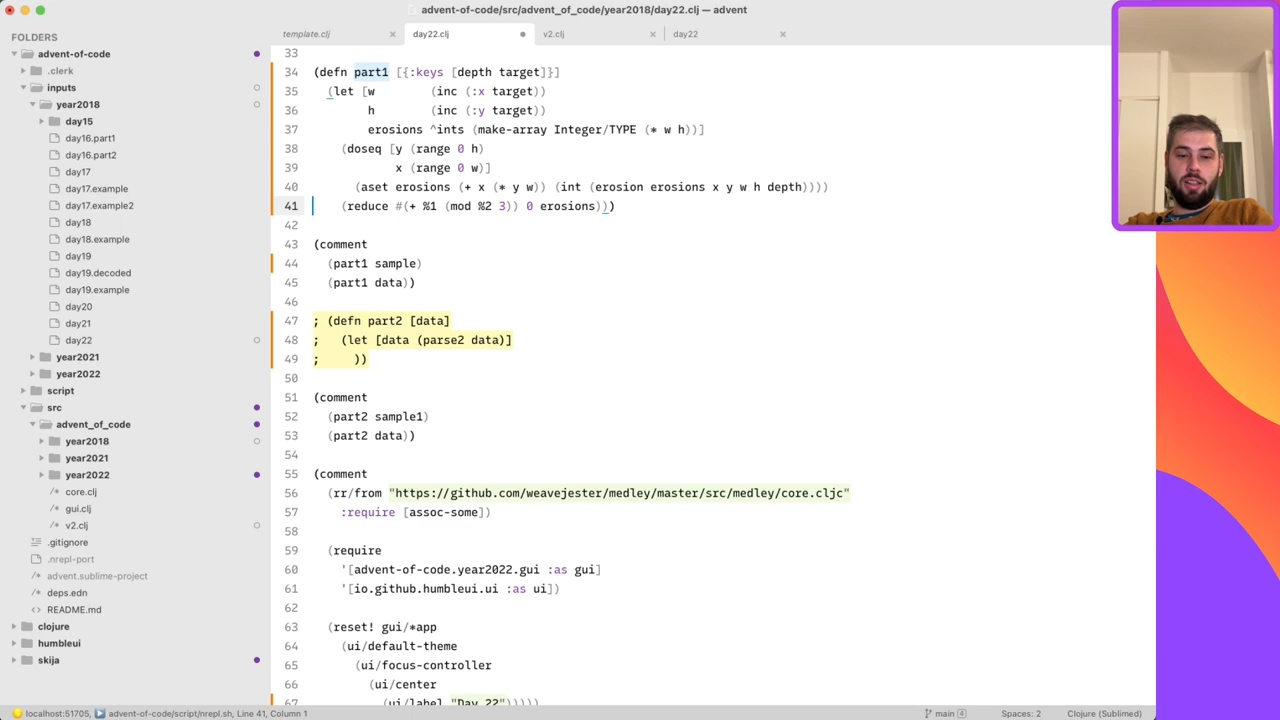 advent-of-code/src/advent_of_code/year2018/day22.clj — advent
FOLDERS
advent-of-code
.clerk
inputs
year2018
day15
day16.part1
day16.part2
day17
day17.example
day17.example2
day18
day18.example
day19
day19.decoded
day19.example
day20
day21
day22
year2021
year2022
script
src
advent_of_code
year2018
year2021
year2022
core.clj
gui.clj
v2.clj
.gitignore
.nrepl-port
advent.sublime-project
deps.edn
README.md
clojure
humbleui
skija
template.clj
day22.clj
v2.clj
day22
33
34 (defn part1 [{:keys [depth target]}]
35 (let [w (inc (:x target))
36 h (inc (:y target))
37 erosions ^ints (make-array Integer/TYPE (* w h))]
38 (doseq [y (range 0 h)
39 x (range 0 w)]
40 (aset erosions (+ x (* y w)) (int (erosion erosions x y w h depth))))
41 (reduce #(+ %1 (mod %2 3)) 0 erosions)))
42
43 (comment
44 (part1 sample)
45 (part1 data))
46
47 ; (defn part2 [data]
48 ; (let [data (parse2 data)]
49 ; ))
50
51 (comment
52 (part2 sample1)
53 (part2 data))
54
55 (comment
56 (rr/from "https://github.com/weavejester/medley/master/src/medley/core.cljc"
57 :require [assoc-some])
58
59 (require
60 '[advent-of-code.year2022.gui :as gui]
61 '[io.github.humbleui.ui :as ui])
62
63 (reset! gui/*app
64 (ui/default-theme
65 (ui/focus-controller
66 (ui/center
67 (ui/label "Day 22")))))
localhost:51705, advent-of-code/script/nrepl.sh, Line 41, Column 1
main 4
Spaces: 2
Clojure (Sublimed)